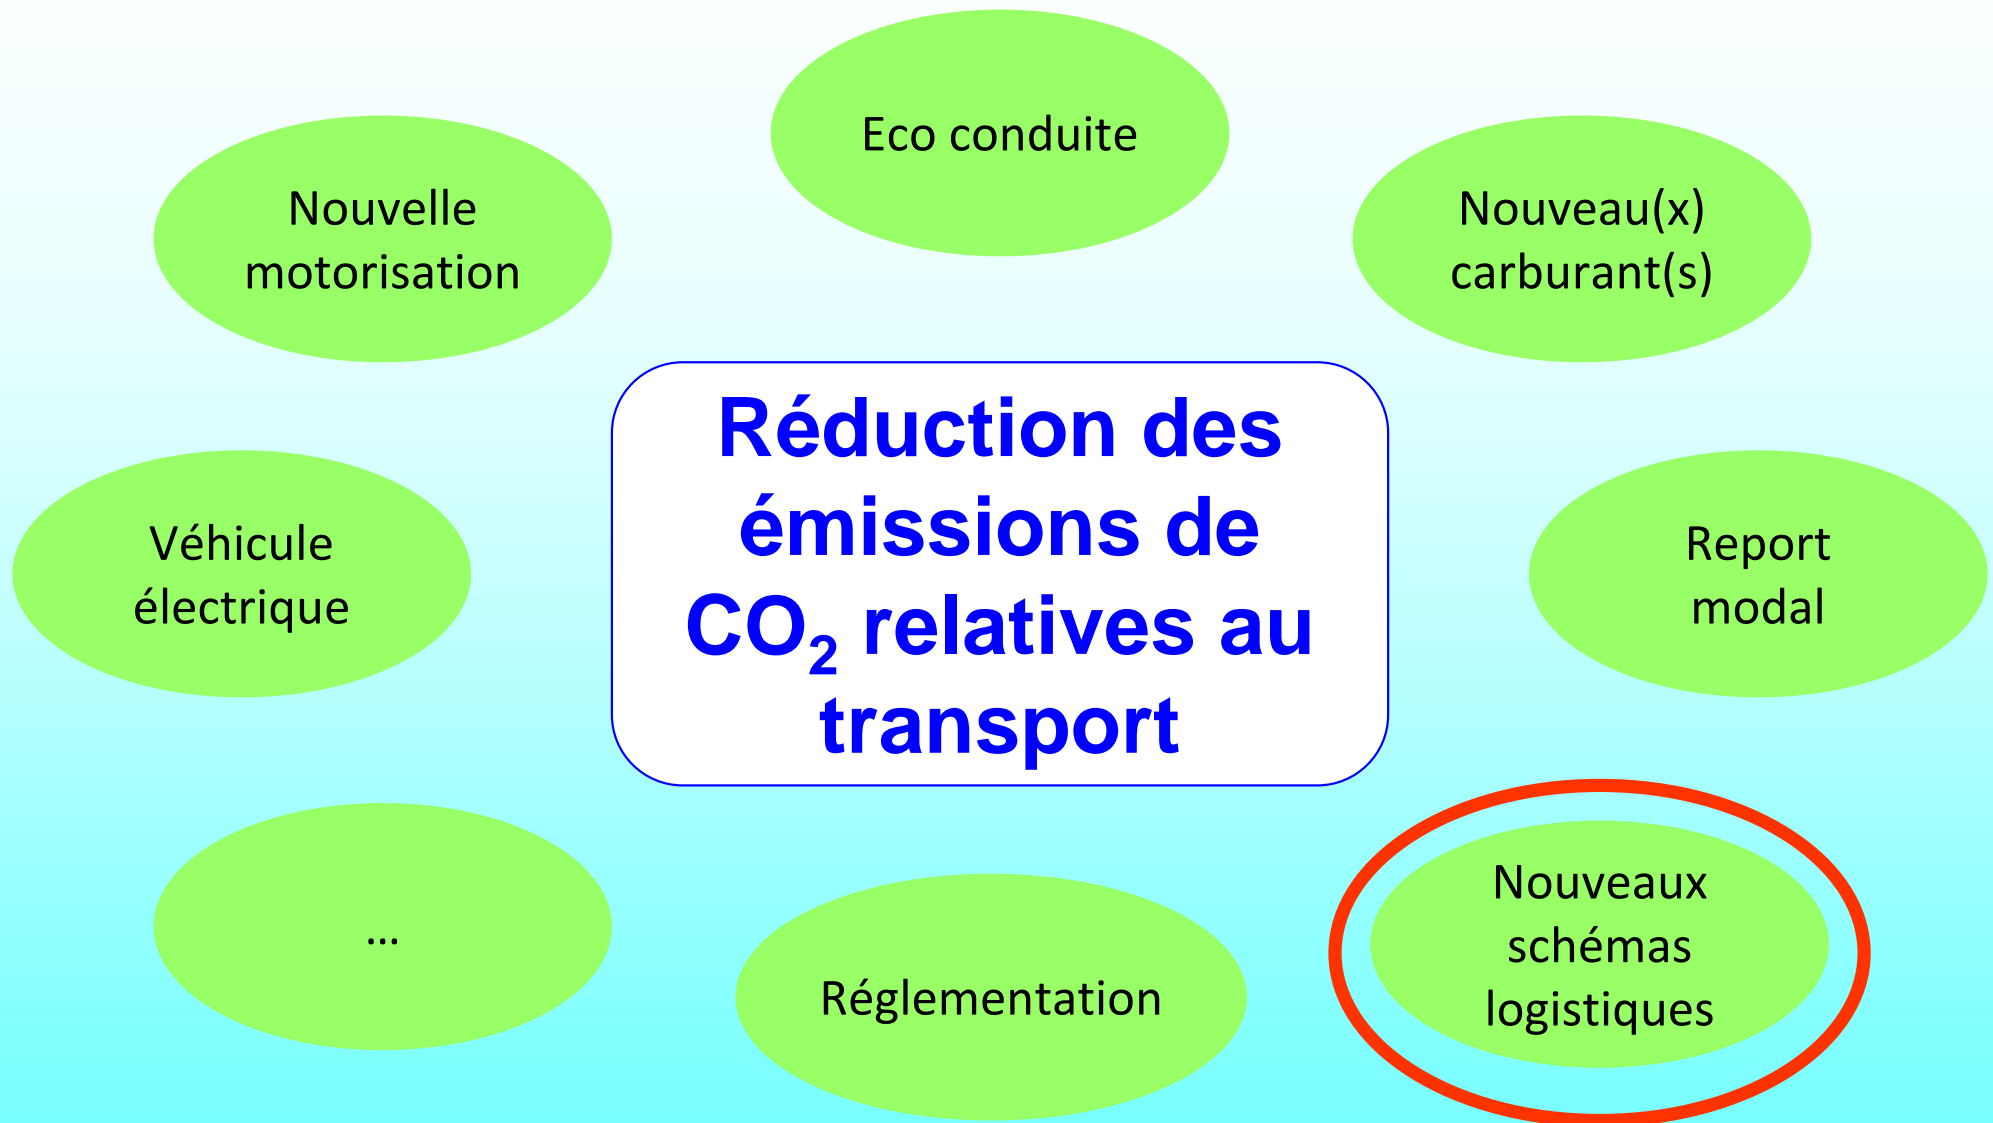 Eco conduite
Nouvelle
motorisation
Nouveau(x)
carburant(s)
Réduction des
émissions de
CO₂ relatives au
transport
Véhicule
électrique
Report
modal
...
Réglementation
Nouveaux
schémas
logistiques